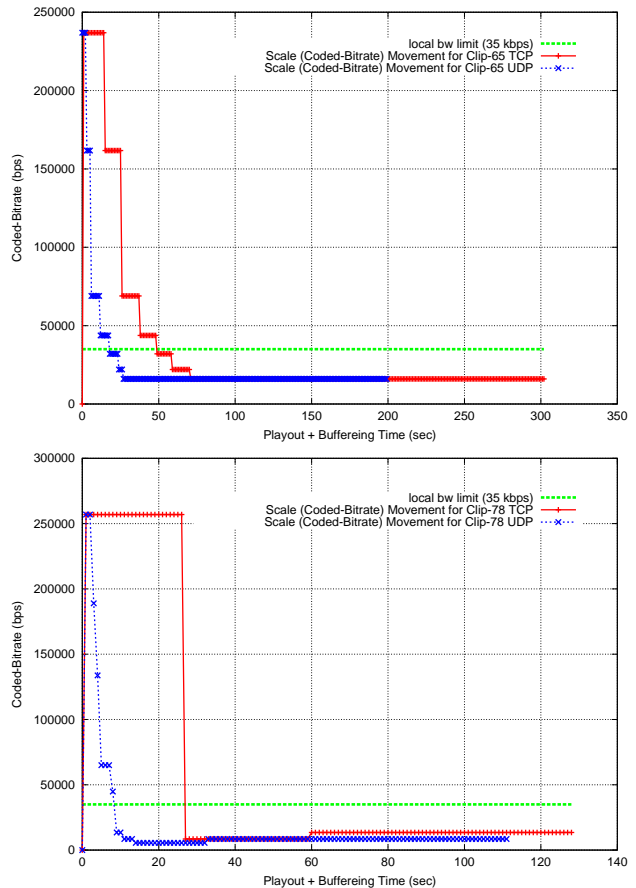 250000
200000
150000
100000
50000
0
0
50
100
150
200
250
300
350
Coded-Bitrate (bps)
Playout + Buffereing Time (sec)
local bw limit (35 kbps)
Scale (Coded-Bitrate) Movement for Clip-65 TCP
Scale (Coded-Bitrate) Movement for Clip-65 UDP
300000
250000
200000
150000
100000
50000
0
0
20
40
60
80
100
120
140
Coded-Bitrate (bps)
Playout + Buffereing Time (sec)
local bw limit (35 kbps)
Scale (Coded-Bitrate) Movement for Clip-78 TCP
Scale (Coded-Bitrate) Movement for Clip-78 UDP